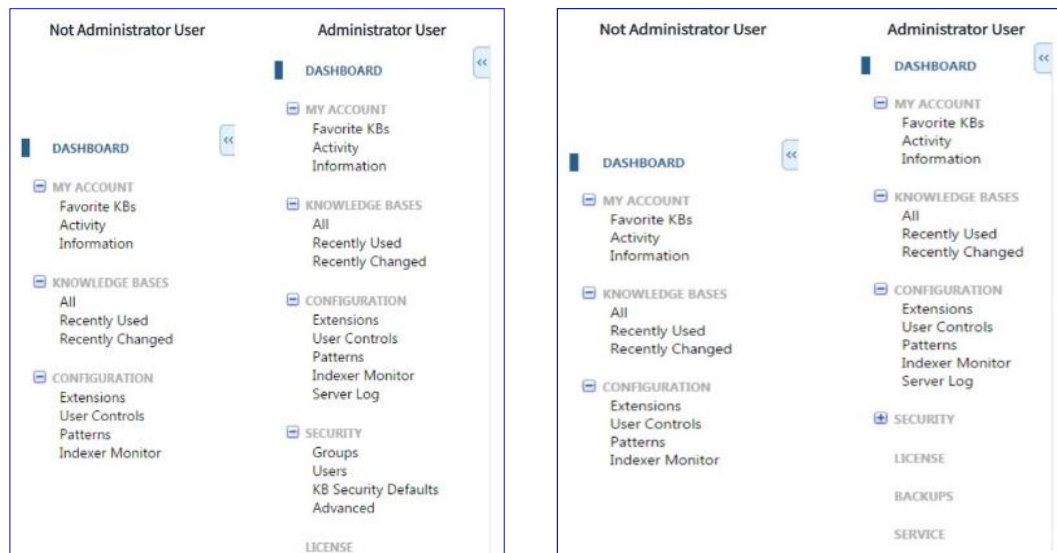 Not Administrator User
DASHBOARD
<<
MY ACCOUNT
Favorite KBs
Activity
Information
KNOWLEDGE BASES
All
Recently Used
Recently Changed
CONFIGURATION
Extensions
User Controls
Patterns
Indexer Monitor
Administrator User
DASHBOARD
<<
MY ACCOUNT
Favorite KBs
Activity
Information
KNOWLEDGE BASES
All
Recently Used
Recently Changed
CONFIGURATION
Extensions
User Controls
Patterns
Indexer Monitor
Server Log
SECURITY
Groups
Users
KB Security Defaults
Advanced
LICENSE
Not Administrator User
DASHBOARD
<<
MY ACCOUNT
Favorite KBs
Activity
Information
KNOWLEDGE BASES
All
Recently Used
Recently Changed
CONFIGURATION
Extensions
User Controls
Patterns
Indexer Monitor
Administrator User
DASHBOARD
<<
MY ACCOUNT
Favorite KBs
Activity
Information
KNOWLEDGE BASES
All
Recently Used
Recently Changed
CONFIGURATION
Extensions
User Controls
Patterns
Indexer Monitor
Server Log
SECURITY
LICENSE
BACKUPS
SERVICE